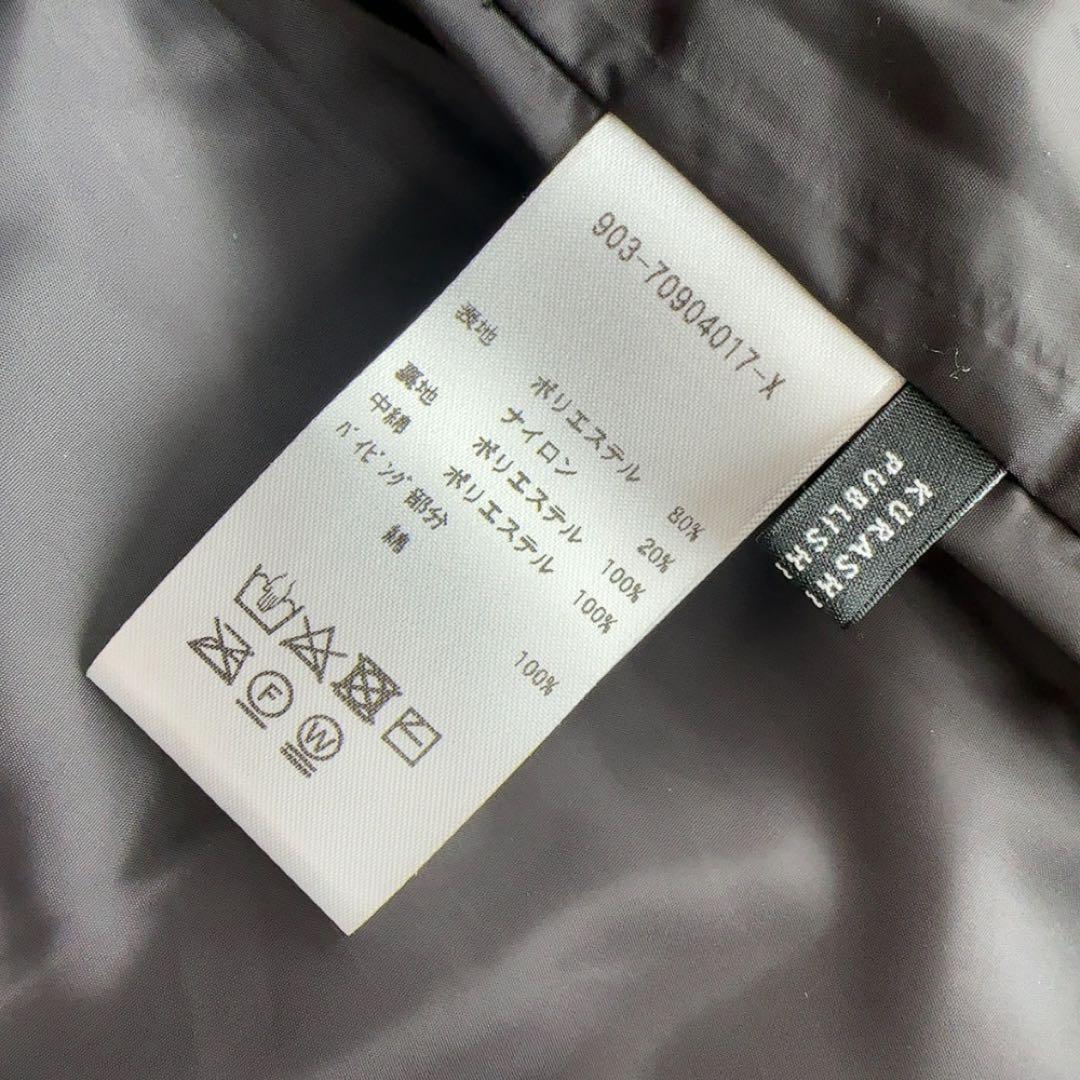 903-70904017-X
表地 ポリエステル 80%
ナイロン 20%
裏地 ポリエステル 100%
中綿 ポリエステル 100%
ﾊﾟｲﾋﾟﾝｸﾞ部分
綿 100%
F
W
KURASH
PUBLISH